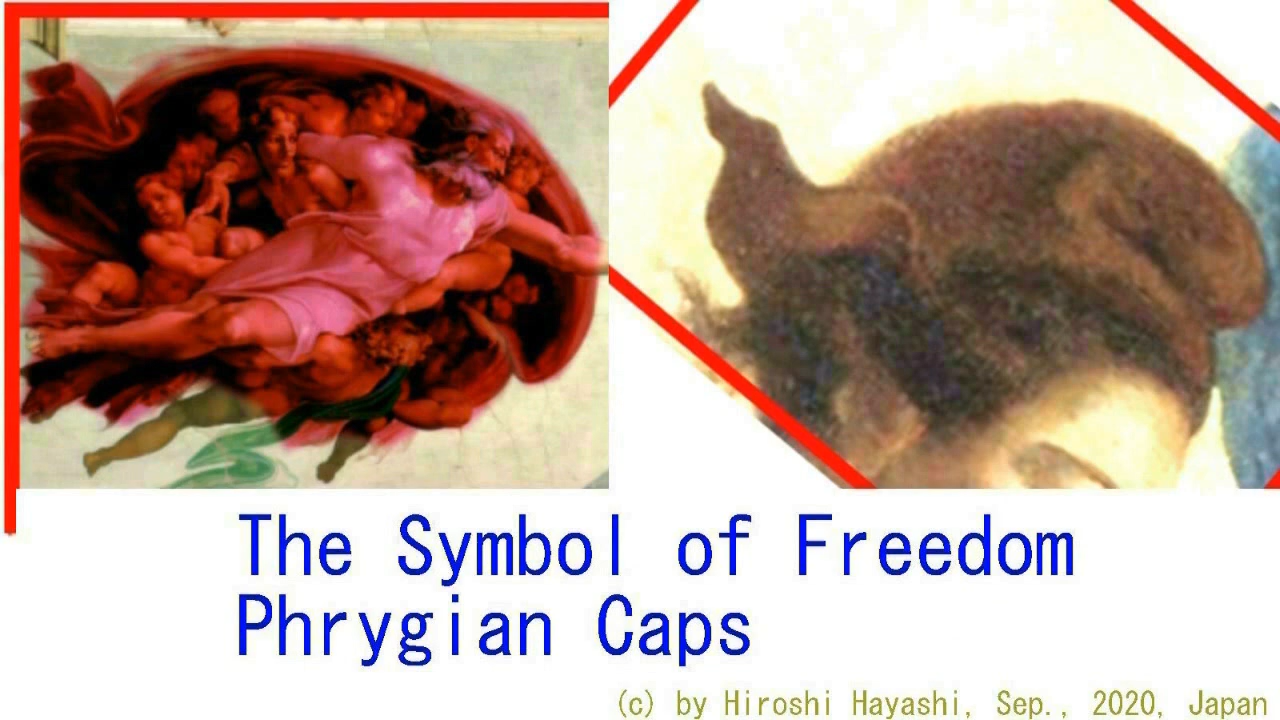 The Symbol of Freedom
Phrygian Caps
(c) by Hiroshi Hayashi, Sep., 2020, Japan